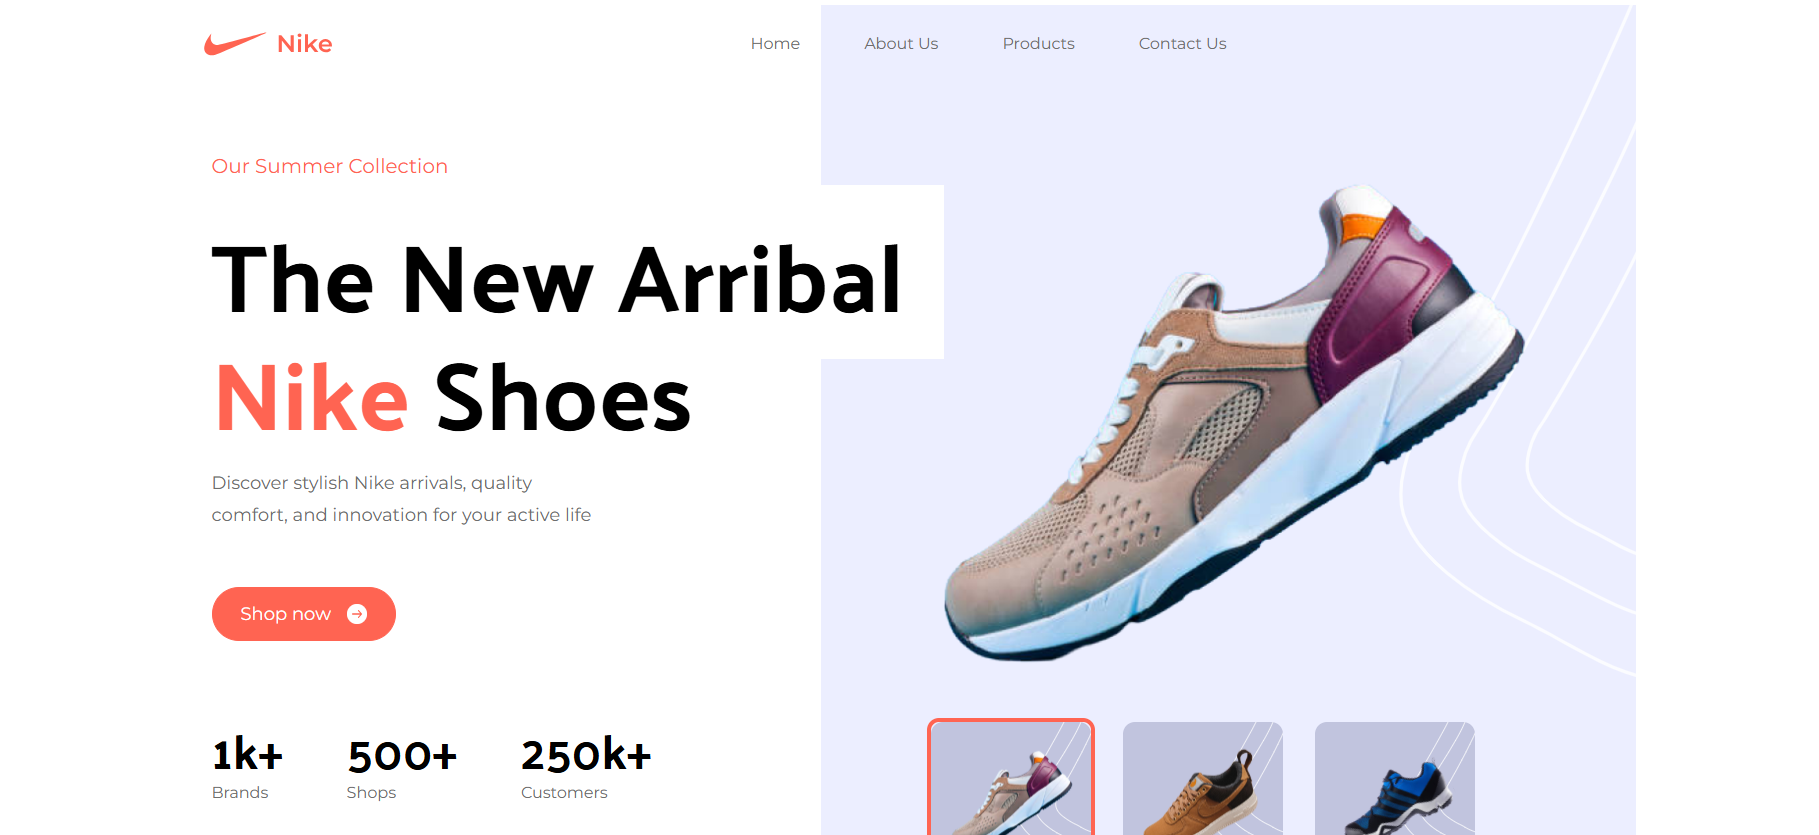 Nike
Home About Us Products Contact Us
Our Summer Collection
The New Arribal
Nike Shoes
Discover stylish Nike arrivals, quality
comfort, and innovation for your active life
Shop now
1k+ 500+ 250k+
Brands Shops Customers